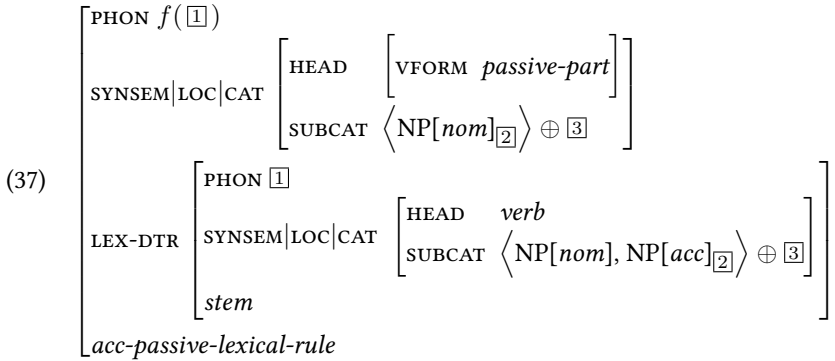 PHON f(1)
SYNSEM|LOC|CAT [HEAD [VFORM passive-part]
SUBCAT ⟨NP[nom]2⟩ ⊕ 3]
(37)
LEX-DTR [PHON 1
SYNSEM|LOC|CAT [HEAD verb
SUBCAT ⟨NP[nom], NP[acc]2⟩ ⊕ 3]
stem]
acc-passive-lexical-rule